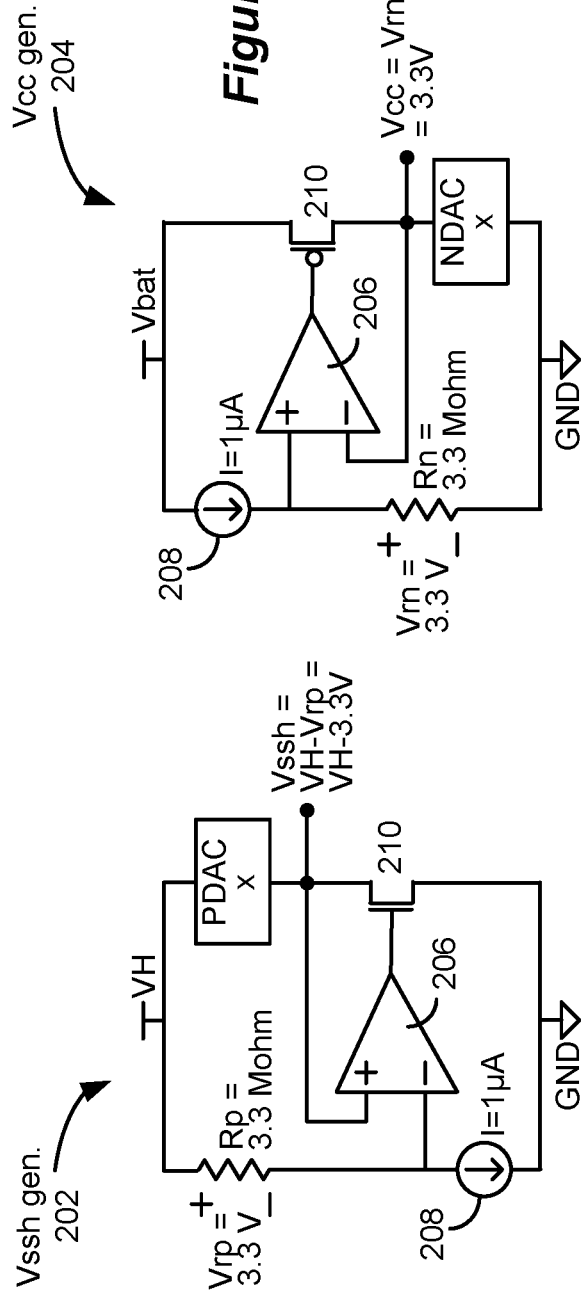 Vssh gen.
202
VH
Vrp =
3.3 V
+
−
Rp =
3.3 Mohm
PDAC
x
Vssh =
VH-Vrp =
VH-3.3V
+
−
206
210
208
I=1µA
GND
Vcc gen.
204
Vbat
208
I=1µA
+
−
206
210
Vrn =
3.3 V
+
−
Rn =
3.3 Mohm
Vcc = Vrn
= 3.3V
NDAC
x
GND
Figur